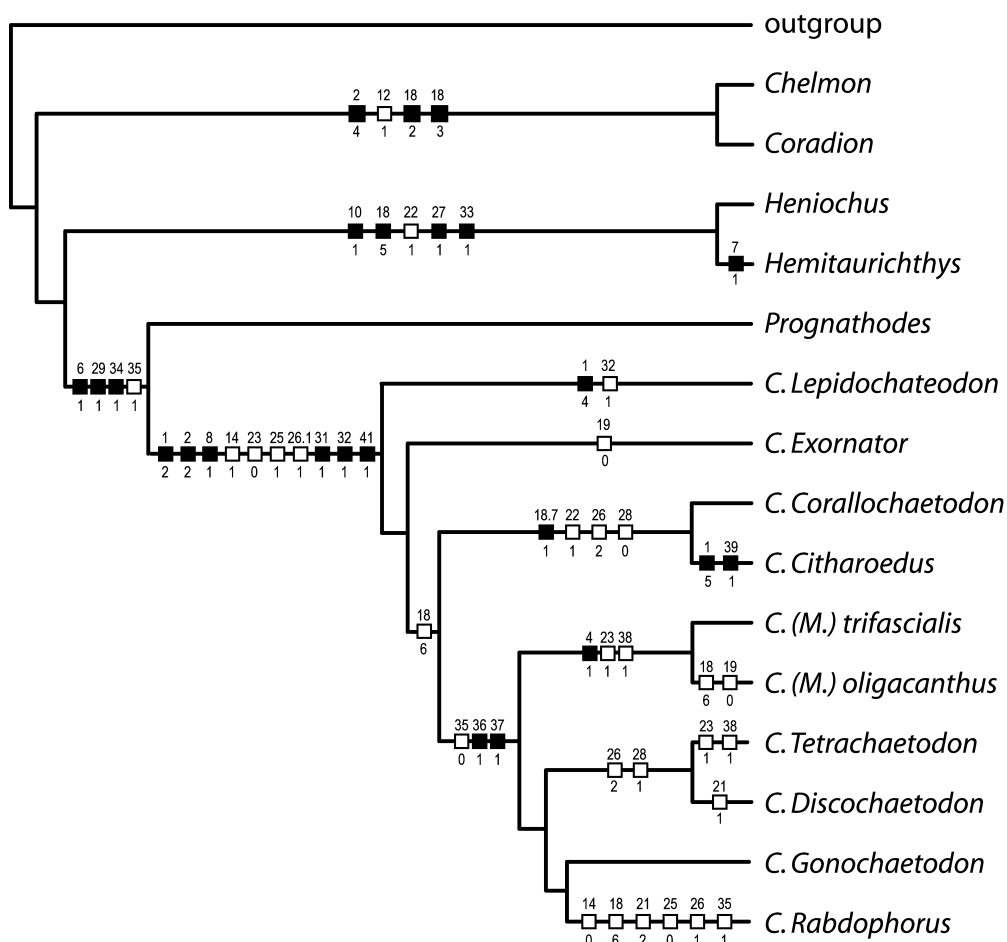 outgroup
Chelmon
2 12 18 18
4 1 2 3
Coradion
Heniochus
10 18 22 27 33
1 5 1 1 1
7
Hemitaurichthys
1
Prognathodes
6 29 34 35
1 1 1 1
1 32
C. Lepidochateodon
4 1
19
C. Exornator
0
1 2 8 14 23 25 26.1 31 32 41
2 2 1 1 0 1 1 1 1 1
C. Corallochaetodon
18.7 22 26 28
1 1 2 0
1 39
C. Citharoedus
5 1
18
6
C. (M.) trifascialis
4 23 38
1 1 1
18 19
C. (M.) oligacanthus
6 0
35 36 37
0 1 1
23 38
C. Tetrachaetodon
1 1
26 28
2 1
21
C. Discochaetodon
1
C. Gonochaetodon
14 18 21 25 26 35
C. Rabdophorus
0 6 2 0 1 1